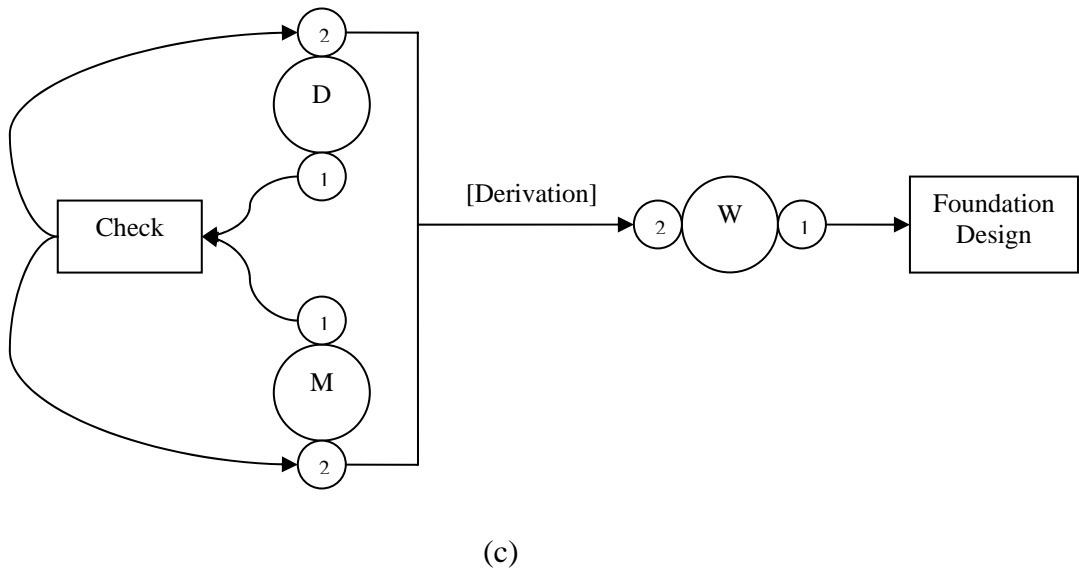 2
D
1
[Derivation]
Check
2
W
1
Foundation
Design
1
M
2
(c)